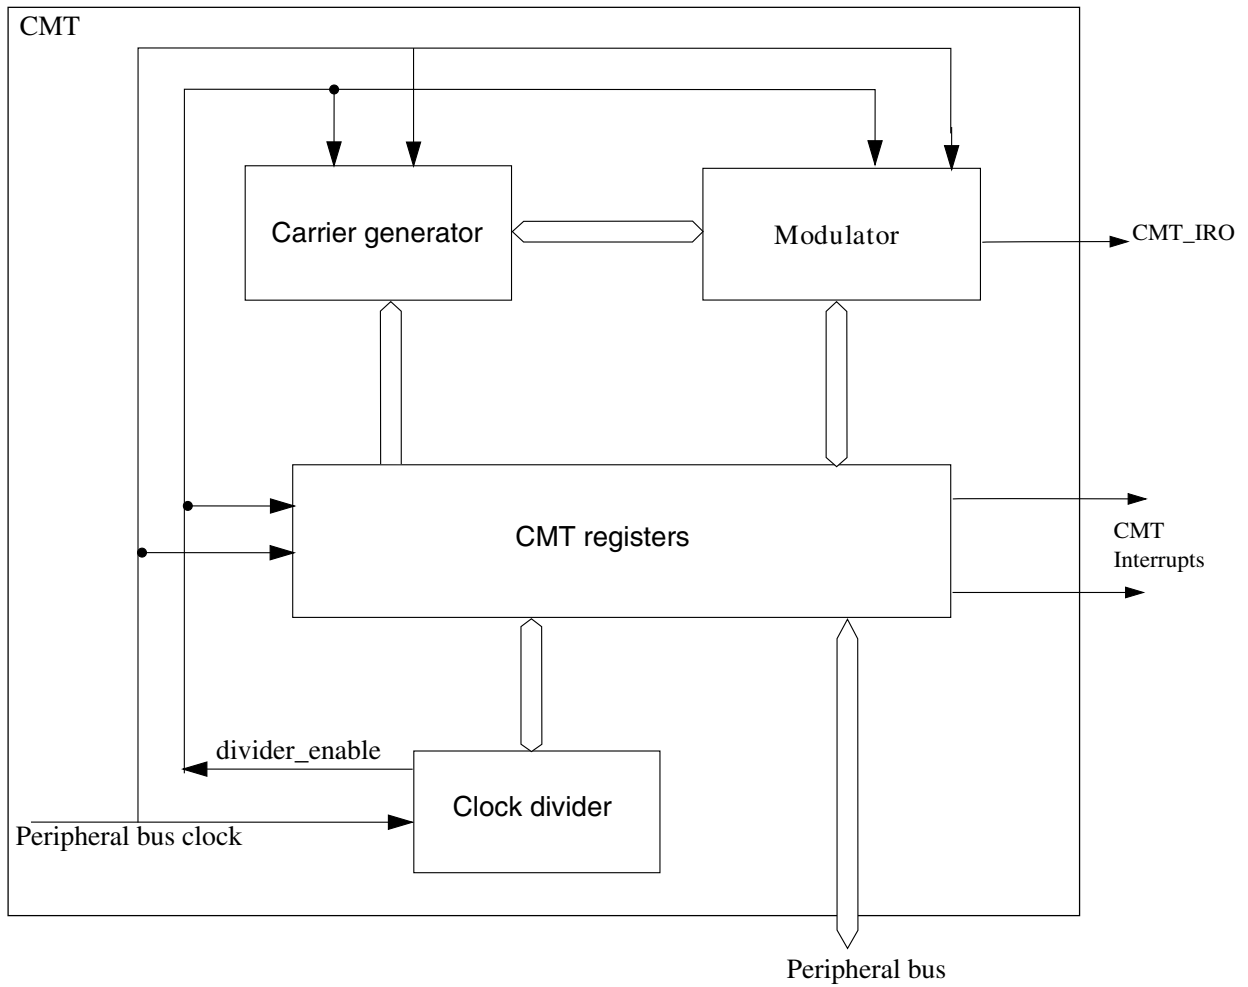 CMT
Carrier generator
Modulator
CMT_IRO
CMT registers
CMT
Interrupts
divider_enable
Clock divider
Peripheral bus clock
Peripheral bus